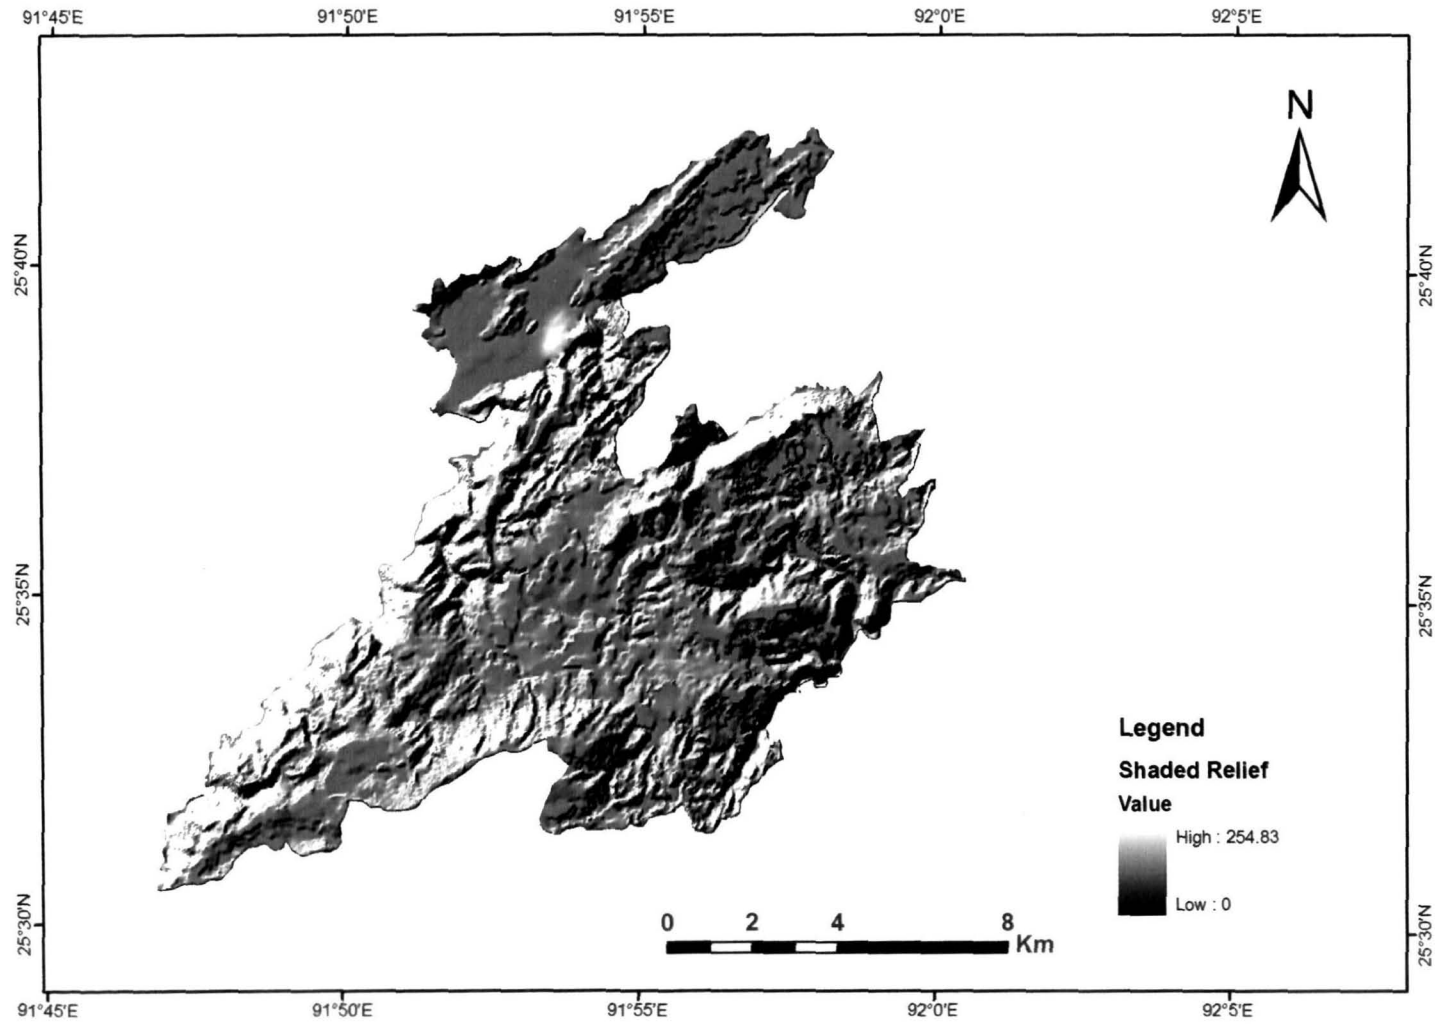 91°45'E 91°50'E 91°55'E 92°0'E 92°5'E
N
25°40'N 25°40'N
25°35'N 25°35'N
Legend
Shaded Relief
Value
High : 254.83
Low : 0
25°30'N 25°30'N
0 2 4 8
Km
91°45'E 91°50'E 91°55'E 92°0'E 92°5'E